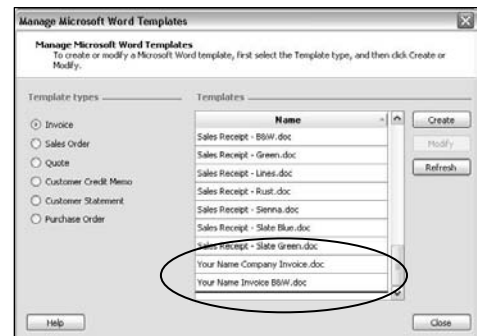 Manage Microsoft Word Templates
Manage Microsoft Word Templates
To create or modify a Microsoft Word template, first select the Template type, and then click Create or
Modify.
Template types
Templates
Invoice
Sales Order
Quote
Customer Credit Memo
Customer Statement
Purchase Order
Name
Sales Receipt - B&W.doc
Sales Receipt - Green.doc
Sales Receipt - Lines.doc
Sales Receipt - Rust.doc
Sales Receipt - Sienna.doc
Sales Receipt - Slate Blue.doc
Sales Receipt - Slate Green.doc
Your Name Company Invoice.doc
Your Name Invoice B&W.doc
Create
Modify
Refresh
Help
Close